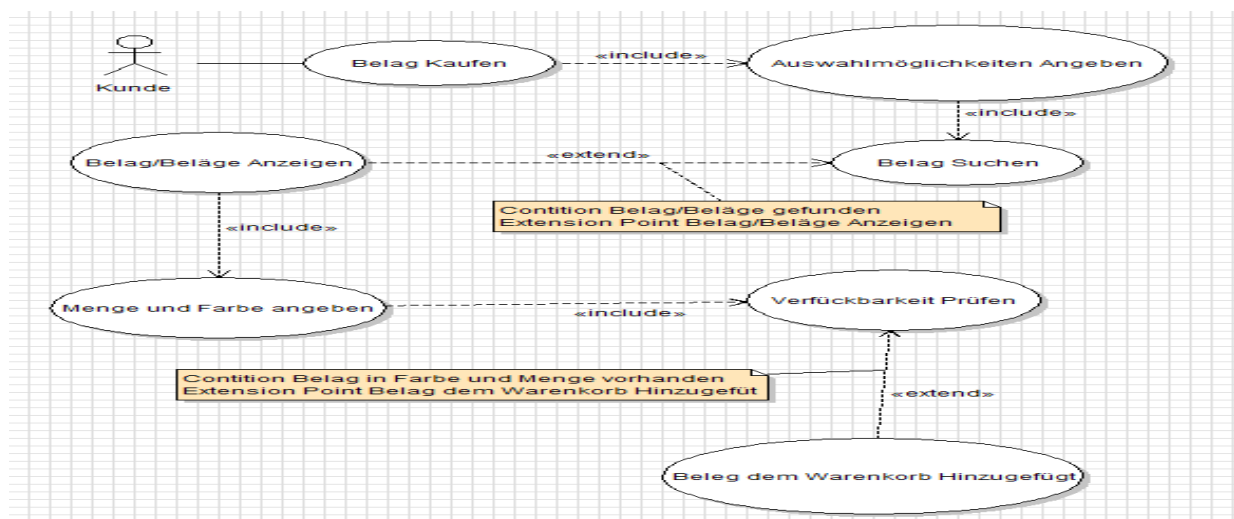 Belag Kaufen
«include»
Auswahlmöglichkeiten Angeben
Kunde
«include»
Belag/Beläge Anzeigen
«extend»
Belag Suchen
Contition Belag/Beläge gefunden
Extension Point Belag/Beläge Anzeigen
«include»
Menge und Farbe angeben
«include»
Verfückbarkeit Prüfen
Contition Belag in Farbe und Menge vorhanden
Extension Point Belag dem Warenkorb Hinzugefüt
«extend»
Beleg dem Warenkorb Hinzugefügt